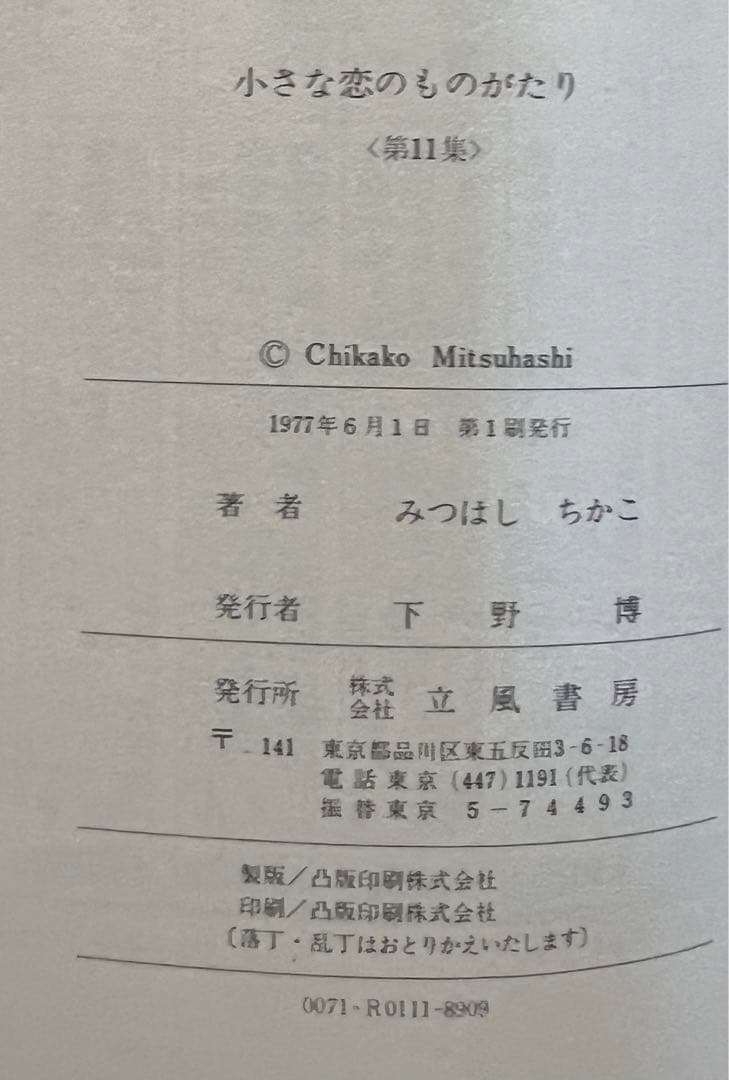 小さな恋のものがたり
〈第11集〉
© Chikako Mitsuhashi
1977年6月1日 第1刷発行
著者 みつはし ちかこ
発行者 下野 博
発行所 株式会社 立風書房
〒141 東京都品川区東五反田3-6-18
電話東京 (447) 1191 (代表)
振替東京 5-74493
製版/凸版印刷株式会社
印刷/凸版印刷株式会社
〔落丁・乱丁はおとりかえいたします〕
0071-R0111-8909